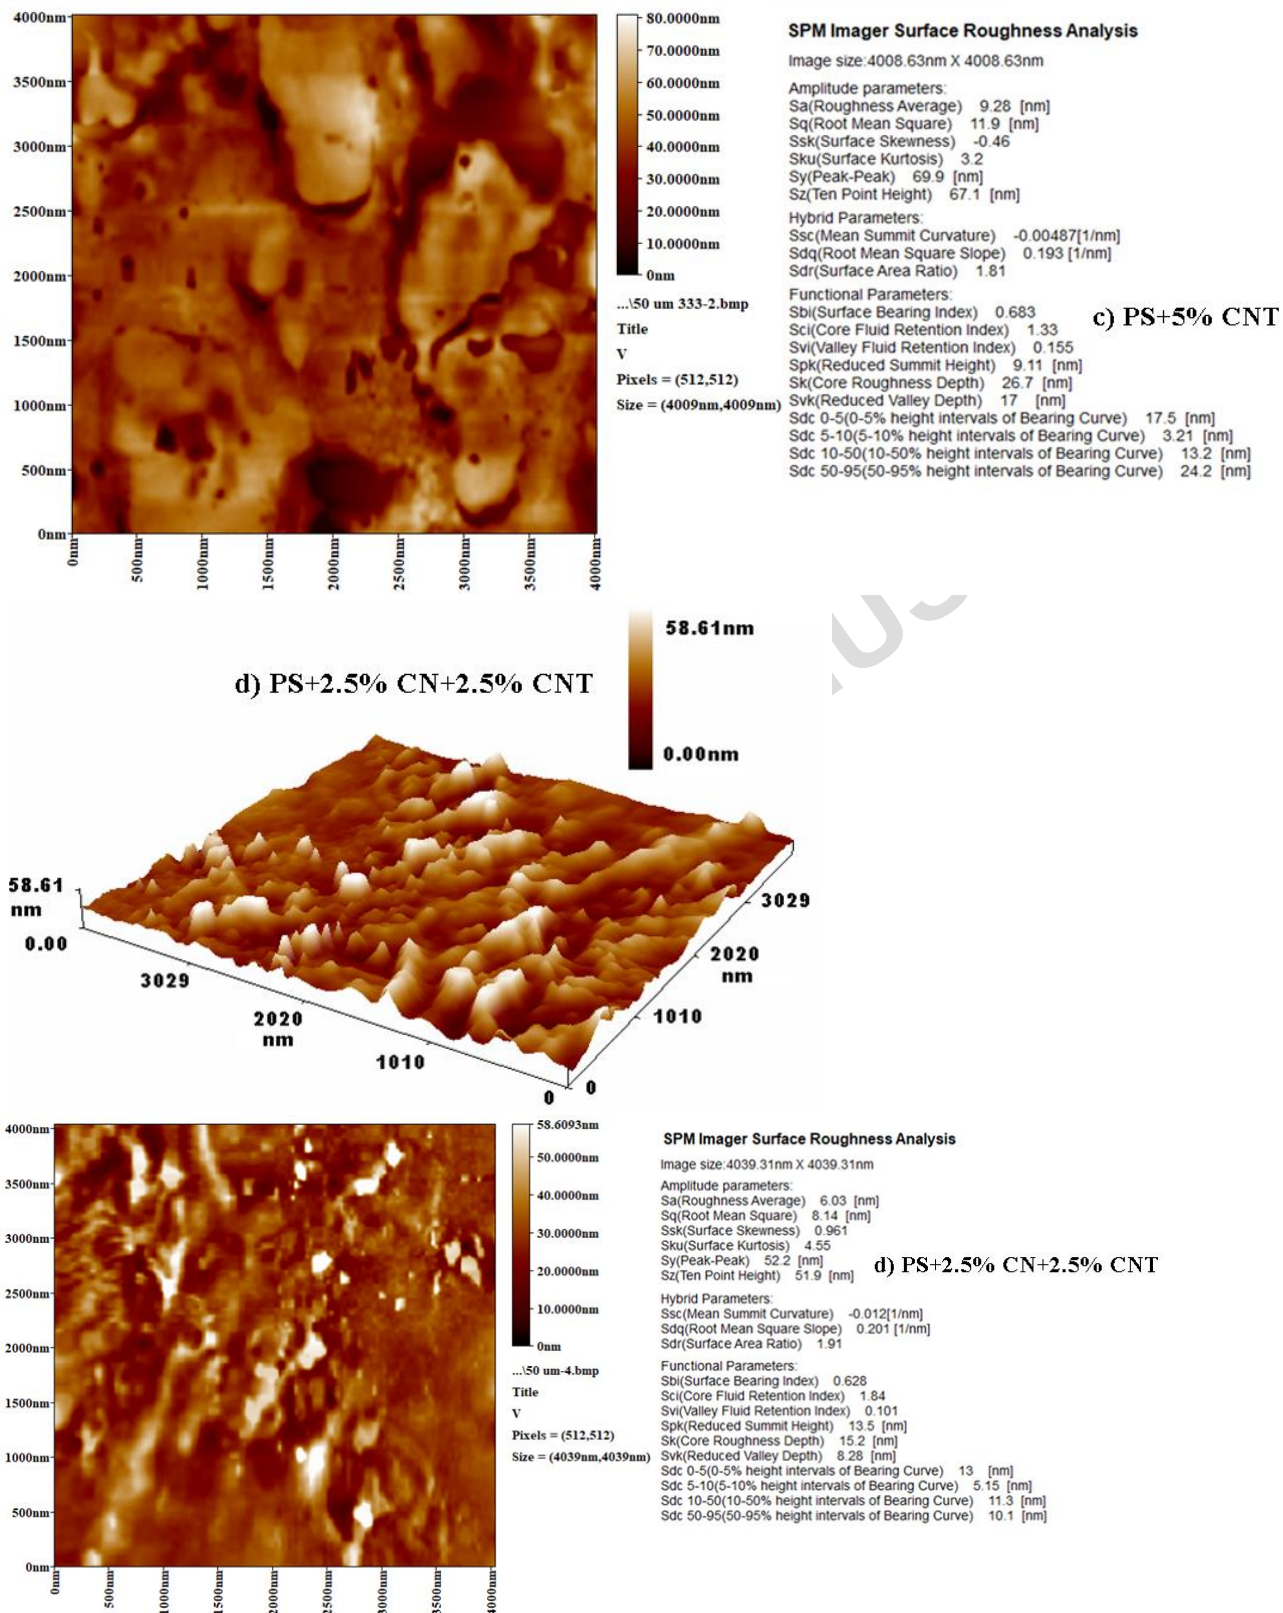 4000nm
3500nm
3000nm
2500nm
2000nm
1500nm
1000nm
500nm
0nm
0nm
500nm
1000nm
1500nm
2000nm
2500nm
3000nm
3500nm
4000nm
80.0000nm
70.0000nm
60.0000nm
50.0000nm
40.0000nm
30.0000nm
20.0000nm
10.0000nm
0nm
...\50 um 333-2.bmp
Title
V
Pixels = (512,512)
Size = (4009nm,4009nm)
SPM Imager Surface Roughness Analysis
Image size:4008.63nm X 4008.63nm
Amplitude parameters:
Sa(Roughness Average) 9.28 [nm]
Sq(Root Mean Square) 11.9 [nm]
Ssk(Surface Skewness) -0.46
Sku(Surface Kurtosis) 3.2
Sy(Peak-Peak) 69.9 [nm]
Sz(Ten Point Height) 67.1 [nm]
Hybrid Parameters:
Ssc(Mean Summit Curvature) -0.00487[1/nm]
Sdq(Root Mean Square Slope) 0.193 [1/nm]
Sdr(Surface Area Ratio) 1.81
Functional Parameters:
Sbi(Surface Bearing Index) 0.683
Sci(Core Fluid Retention Index) 1.33
Svi(Valley Fluid Retention Index) 0.155
Spk(Reduced Summit Height) 9.11 [nm]
Sk(Core Roughness Depth) 26.7 [nm]
Svk(Reduced Valley Depth) 17 [nm]
Sdc 0-5(0-5% height intervals of Bearing Curve) 17.5 [nm]
Sdc 5-10(5-10% height intervals of Bearing Curve) 3.21 [nm]
Sdc 10-50(10-50% height intervals of Bearing Curve) 13.2 [nm]
Sdc 50-95(50-95% height intervals of Bearing Curve) 24.2 [nm]
c) PS+5% CNT
d) PS+2.5% CN+2.5% CNT
58.61nm
0.00nm
58.61
nm
0.00
3029
2020
nm
1010
0
0
1010
2020
nm
3029
4000nm
3500nm
3000nm
2500nm
2000nm
1500nm
1000nm
500nm
0nm
0nm
500nm
1000nm
1500nm
2000nm
2500nm
3000nm
3500nm
4000nm
58.6093nm
50.0000nm
40.0000nm
30.0000nm
20.0000nm
10.0000nm
0nm
...\50 um-4.bmp
Title
V
Pixels = (512,512)
Size = (4039nm,4039nm)
SPM Imager Surface Roughness Analysis
Image size:4039.31nm X 4039.31nm
Amplitude parameters:
Sa(Roughness Average) 6.03 [nm]
Sq(Root Mean Square) 8.14 [nm]
Ssk(Surface Skewness) 0.961
Sku(Surface Kurtosis) 4.55
Sy(Peak-Peak) 52.2 [nm]
Sz(Ten Point Height) 51.9 [nm]
Hybrid Parameters:
Ssc(Mean Summit Curvature) -0.012[1/nm]
Sdq(Root Mean Square Slope) 0.201 [1/nm]
Sdr(Surface Area Ratio) 1.91
Functional Parameters:
Sbi(Surface Bearing Index) 0.628
Sci(Core Fluid Retention Index) 1.84
Svi(Valley Fluid Retention Index) 0.101
Spk(Reduced Summit Height) 13.5 [nm]
Sk(Core Roughness Depth) 15.2 [nm]
Svk(Reduced Valley Depth) 8.28 [nm]
Sdc 0-5(0-5% height intervals of Bearing Curve) 13 [nm]
Sdc 5-10(5-10% height intervals of Bearing Curve) 5.15 [nm]
Sdc 10-50(10-50% height intervals of Bearing Curve) 11.3 [nm]
Sdc 50-95(50-95% height intervals of Bearing Curve) 10.1 [nm]
d) PS+2.5% CN+2.5% CNT